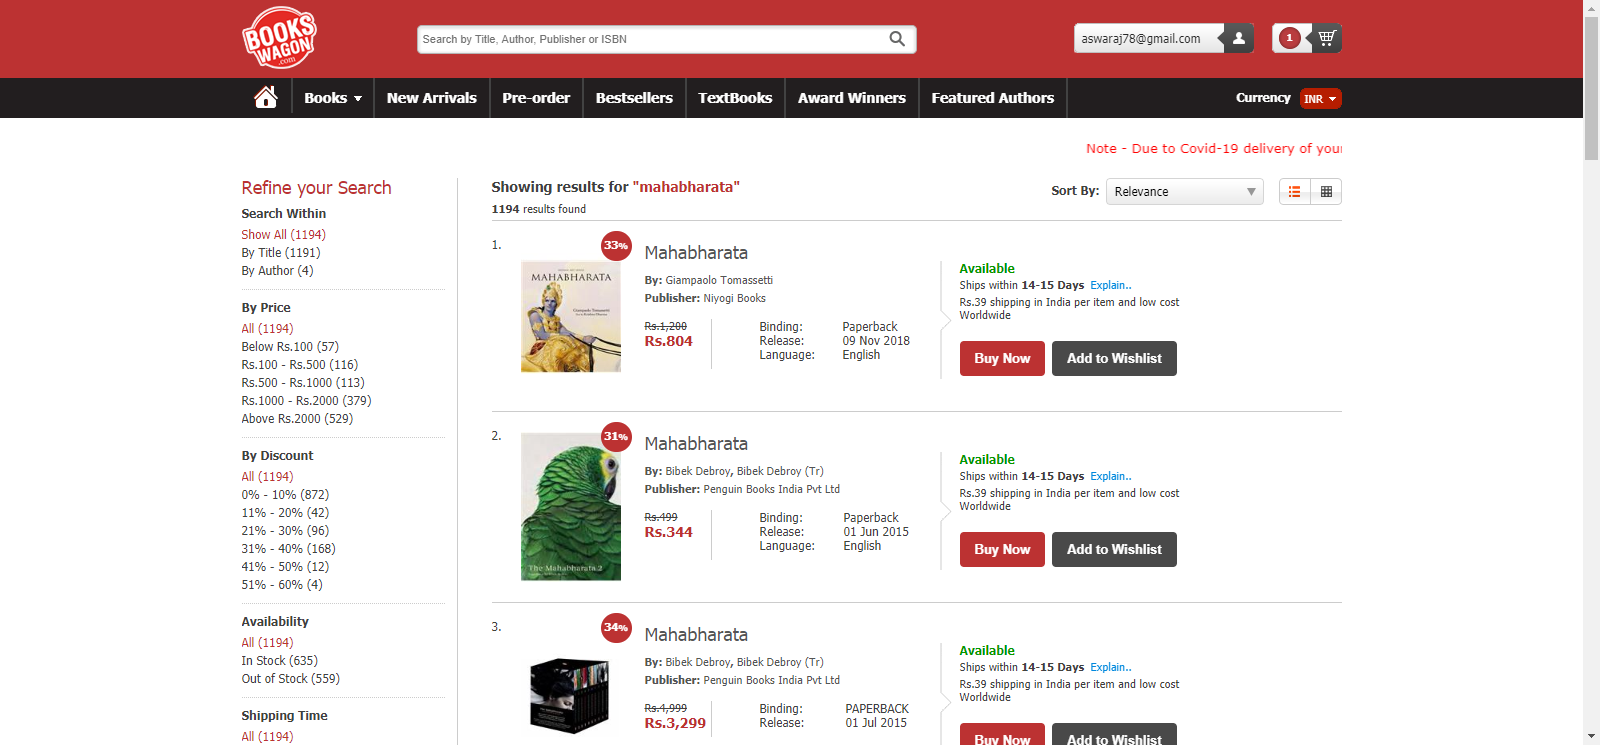 BOOKS
WAGON
.com
Search by Title, Author, Publisher or ISBN
aswaraj78@gmail.com
1
Books
New Arrivals
Pre-order
Bestsellers
TextBooks
Award Winners
Featured Authors
Currency
INR
Note - Due to Covid-19 delivery of your
Refine your Search
Search Within
Show All (1194)
By Title (1191)
By Author (4)
By Price
All (1194)
Below Rs.100 (57)
Rs.100 - Rs.500 (116)
Rs.500 - Rs.1000 (113)
Rs.1000 - Rs.2000 (379)
Above Rs.2000 (529)
By Discount
All (1194)
0% - 10% (872)
11% - 20% (42)
21% - 30% (96)
31% - 40% (168)
41% - 50% (12)
51% - 60% (4)
Availability
All (1194)
In Stock (635)
Out of Stock (559)
Shipping Time
All (1194)
Showing results for "mahabharata"
1194 results found
Sort By:
Relevance
1.
33%
MAHABHARATA
Giampaolo Tomassetti
Mahabharata
By: Giampaolo Tomassetti
Publisher: Niyogi Books
Rs.1,200
Rs.804
Binding: Paperback
Release: 09 Nov 2018
Language: English
Available
Ships within 14-15 Days Explain..
Rs.39 shipping in India per item and low cost
Worldwide
Buy Now
Add to Wishlist
2.
31%
The Mahabharata 2
Mahabharata
By: Bibek Debroy, Bibek Debroy (Tr)
Publisher: Penguin Books India Pvt Ltd
Rs.499
Rs.344
Binding: Paperback
Release: 01 Jun 2015
Language: English
Available
Ships within 14-15 Days Explain..
Rs.39 shipping in India per item and low cost
Worldwide
Buy Now
Add to Wishlist
3.
34%
Mahabharata
By: Bibek Debroy, Bibek Debroy (Tr)
Publisher: Penguin Books India Pvt Ltd
Rs.4,999
Rs.3,299
Binding: PAPERBACK
Release: 01 Jul 2015
Available
Ships within 14-15 Days Explain..
Rs.39 shipping in India per item and low cost
Worldwide
Buy Now
Add to Wishlist